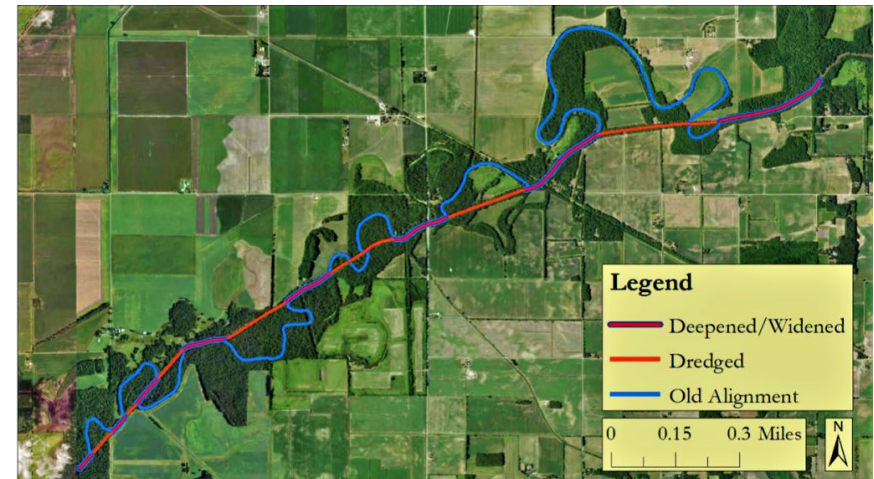 Legend
Deepened/Widened
Dredged
Old Alignment
0 0.15 0.3 Miles
N